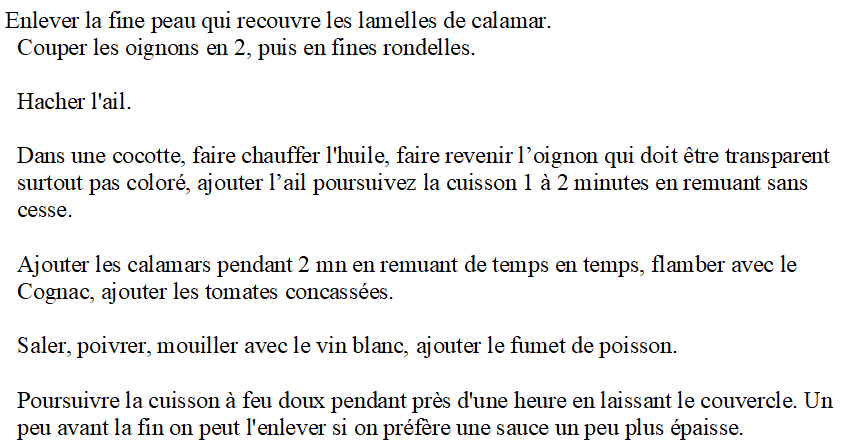 Enlever la fine peau qui recouvre les lamelles de calamar.
Couper les oignons en 2, puis en fines rondelles.
Hacher l'ail.
Dans une cocotte, faire chauffer l'huile, faire revenir l’oignon qui doit être transparent
surtout pas coloré, ajouter l’ail poursuivez la cuisson 1 à 2 minutes en remuant sans
cesse.
Ajouter les calamars pendant 2 mn en remuant de temps en temps, flamber avec le
Cognac, ajouter les tomates concassées.
Saler, poivrer, mouiller avec le vin blanc, ajouter le fumet de poisson.
Poursuivre la cuisson à feu doux pendant près d'une heure en laissant le couvercle. Un
peu avant la fin on peut l'enlever si on préfère une sauce un peu plus épaisse.